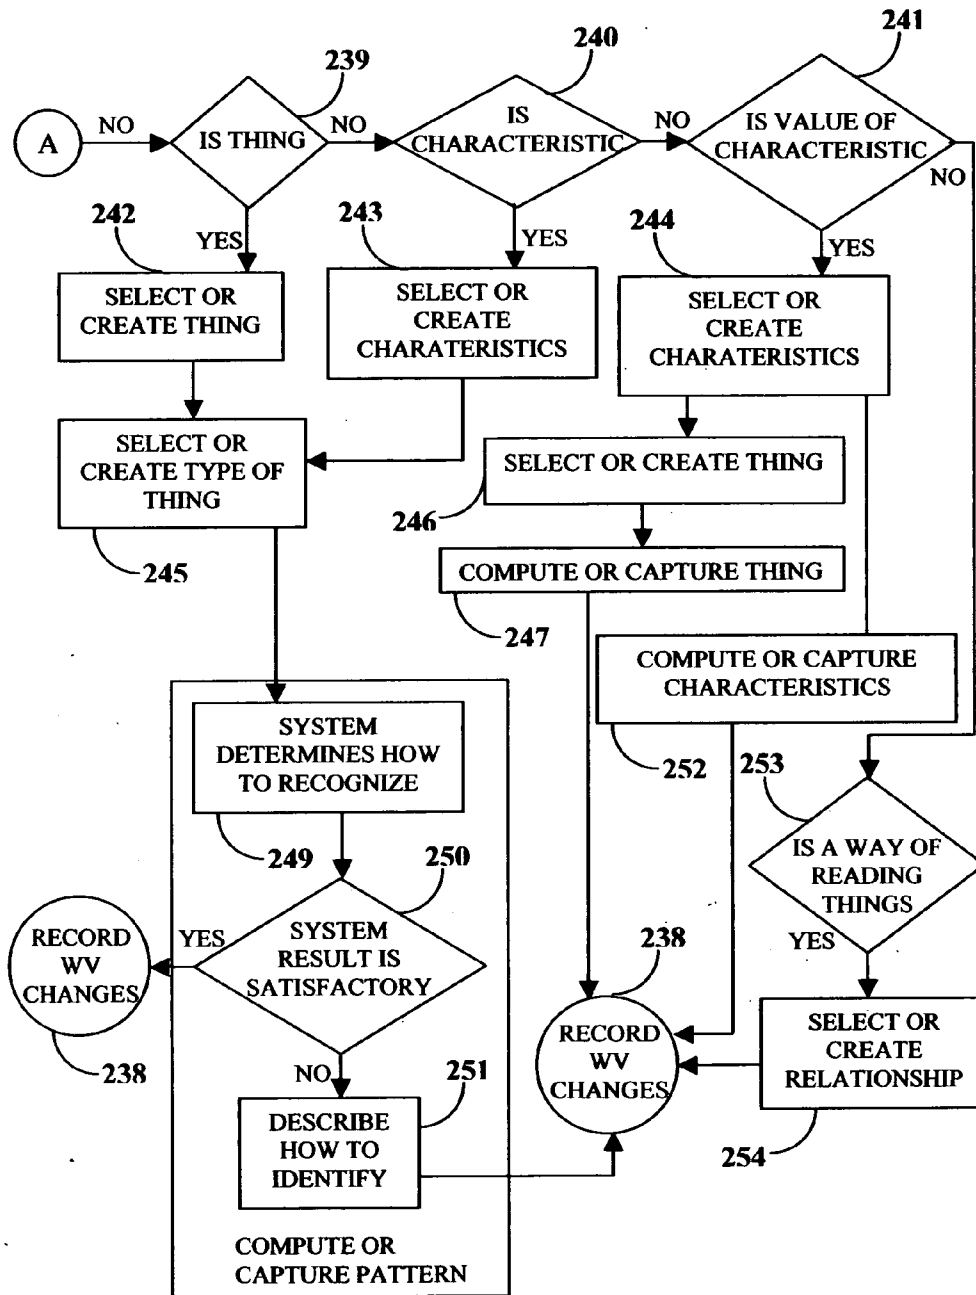 239
240
241
A
NO
IS THING
NO
IS
CHARACTERISTIC
NO
IS VALUE OF
CHARACTERISTIC
NO
242
YES
243
YES
244
YES
SELECT OR
CREATE THING
SELECT OR
CREATE
CHARATERISTICS
SELECT OR
CREATE
CHARATERISTICS
SELECT OR
CREATE TYPE OF
THING
245
SELECT OR CREATE THING
246
COMPUTE OR CAPTURE THING
247
COMPUTE OR CAPTURE
CHARACTERISTICS
252
253
SYSTEM
DETERMINES HOW
TO RECOGNIZE
249
250
IS A WAY OF
READING
THINGS
YES
RECORD
WV
CHANGES
238
YES
SYSTEM
RESULT IS
SATISFACTORY
NO
251
DESCRIBE
HOW TO
IDENTIFY
238
RECORD
WV
CHANGES
SELECT OR
CREATE
RELATIONSHIP
254
COMPUTE OR
CAPTURE PATTERN